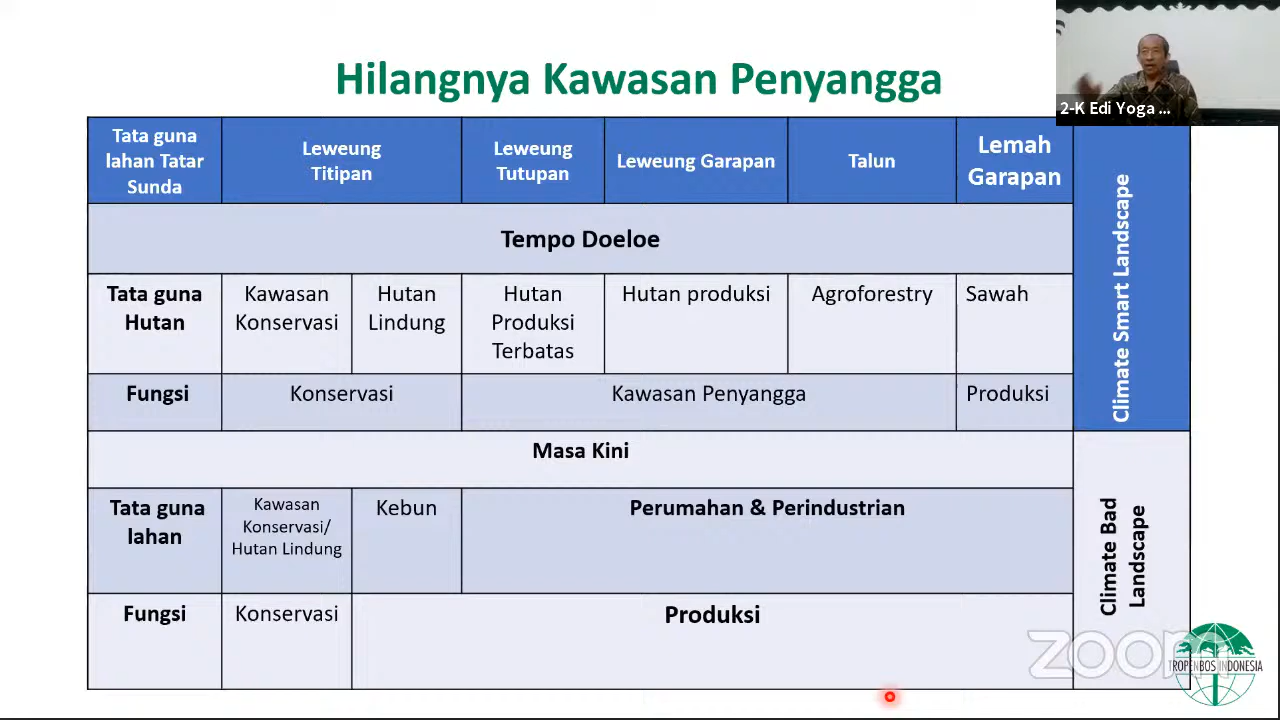 Hilangnya Kawasan Penyangga
2-K Edi Yoga ...
Tata guna
lahan Tatar
Sunda
Leweung
Titipan
Leweung
Tutupan
Leweung Garapan
Talun
Lemah
Garapan
Climate Smart Landscape
Tempo Doeloe
Tata guna
Hutan
Kawasan
Konservasi
Hutan
Lindung
Hutan
Produksi
Terbatas
Hutan produksi
Agroforestry
Sawah
Fungsi
Konservasi
Kawasan Penyangga
Produksi
Masa Kini
Climate Bad
Landscape
Tata guna
lahan
Kawasan
Konservasi/
Hutan Lindung
Kebun
Perumahan & Perindustrian
Fungsi
Konservasi
Produksi
zoom
TROPENBOS INDONESIA